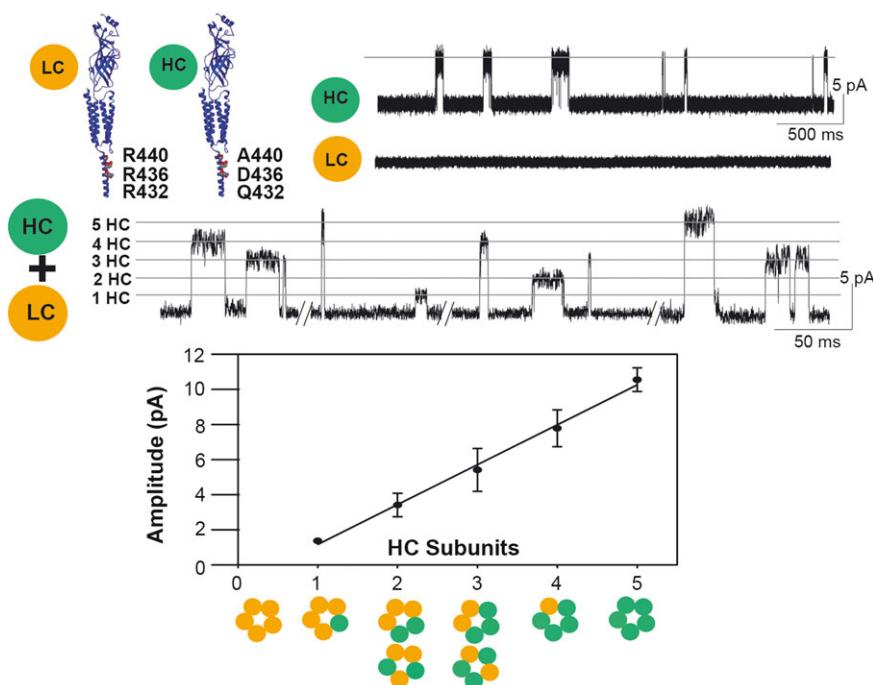 LC
HC
R440
R436
R432
A440
D436
Q432
HC
5 pA
500 ms
LC
HC
+
LC
5 HC
4 HC
3 HC
2 HC
1 HC
5 pA
50 ms
Amplitude (pA)
12
10
8
6
4
2
0
HC Subunits
0 1 2 3 4 5